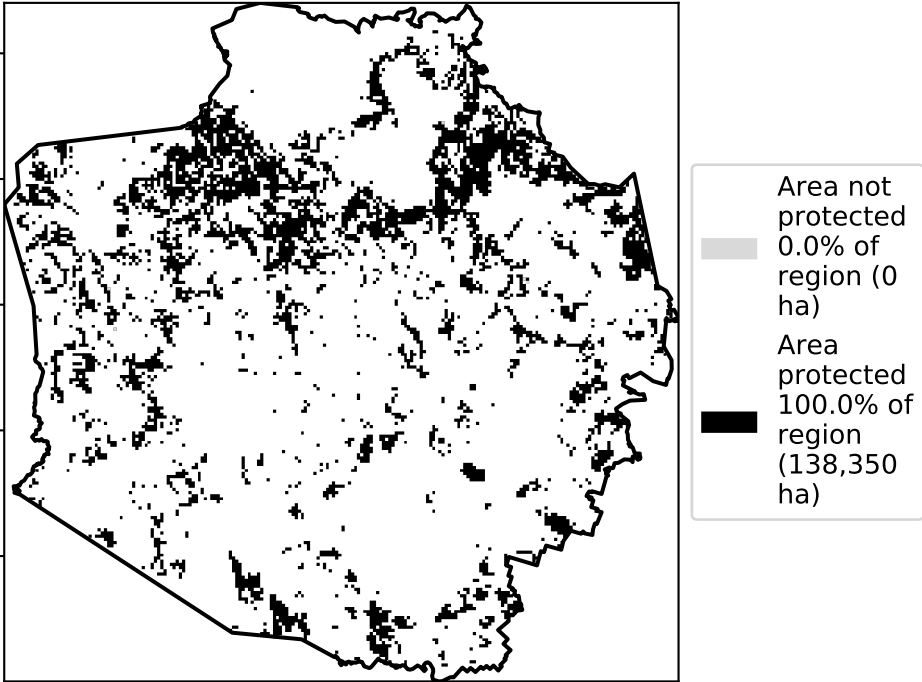 Area not
protected
0.0% of
region (0
ha)
Area
protected
100.0% of
region
(138,350
ha)